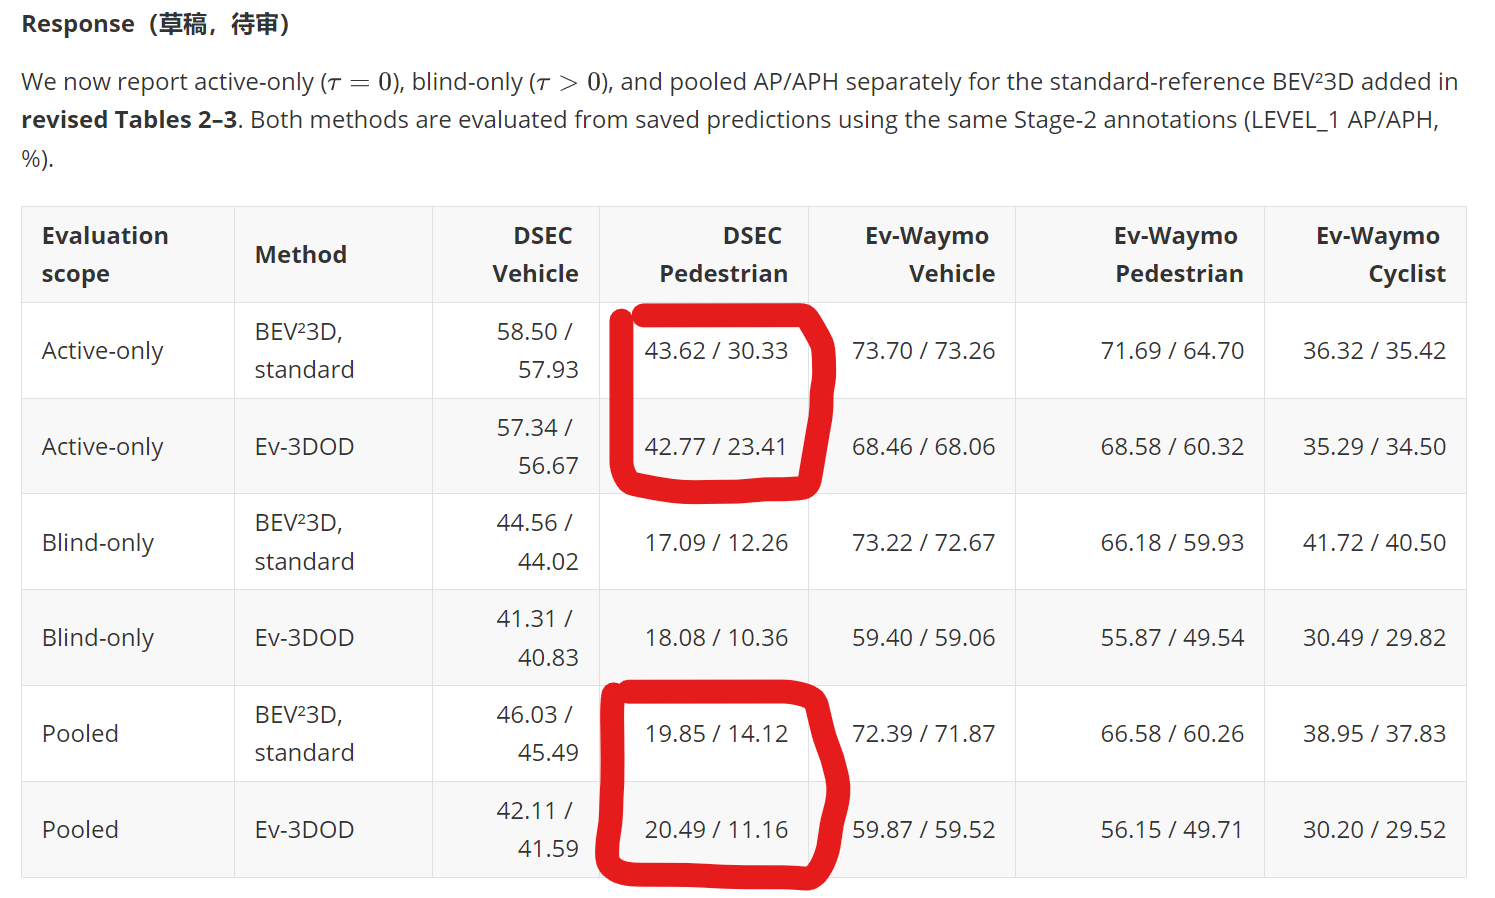 Response（草稿，待审）
We now report active-only (τ = 0), blind-only (τ > 0), and pooled AP/APH separately for the standard-reference BEV²3D added in
revised Tables 2–3. Both methods are evaluated from saved predictions using the same Stage-2 annotations (LEVEL_1 AP/APH,
%).
Evaluation scope Method DSEC Vehicle DSEC Pedestrian Ev-Waymo Vehicle Ev-Waymo Pedestrian Ev-Waymo Cyclist
Active-only BEV²3D, standard 58.50 / 57.93 43.62 / 30.33 73.70 / 73.26 71.69 / 64.70 36.32 / 35.42
Active-only Ev-3DOD 57.34 / 56.67 42.77 / 23.41 68.46 / 68.06 68.58 / 60.32 35.29 / 34.50
Blind-only BEV²3D, standard 44.56 / 44.02 17.09 / 12.26 73.22 / 72.67 66.18 / 59.93 41.72 / 40.50
Blind-only Ev-3DOD 41.31 / 40.83 18.08 / 10.36 59.40 / 59.06 55.87 / 49.54 30.49 / 29.82
Pooled BEV²3D, standard 46.03 / 45.49 19.85 / 14.12 72.39 / 71.87 66.58 / 60.26 38.95 / 37.83
Pooled Ev-3DOD 42.11 / 41.59 20.49 / 11.16 59.87 / 59.52 56.15 / 49.71 30.20 / 29.52